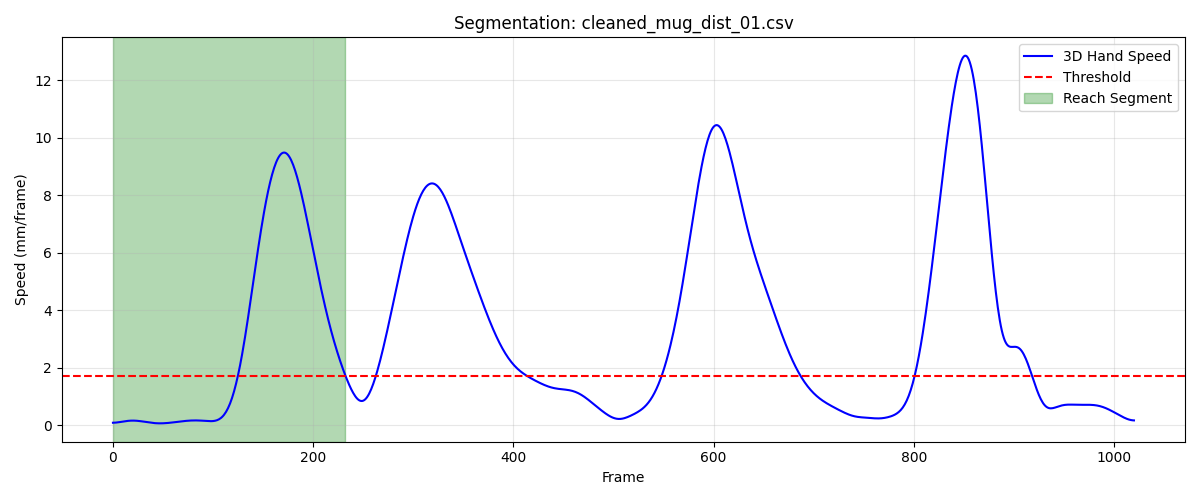 Segmentation: cleaned_mug_dist_01.csv
3D Hand Speed
Threshold
Reach Segment
Speed (mm/frame)
12
10
8
6
4
2
0
0 200 400 600 800 1000
Frame